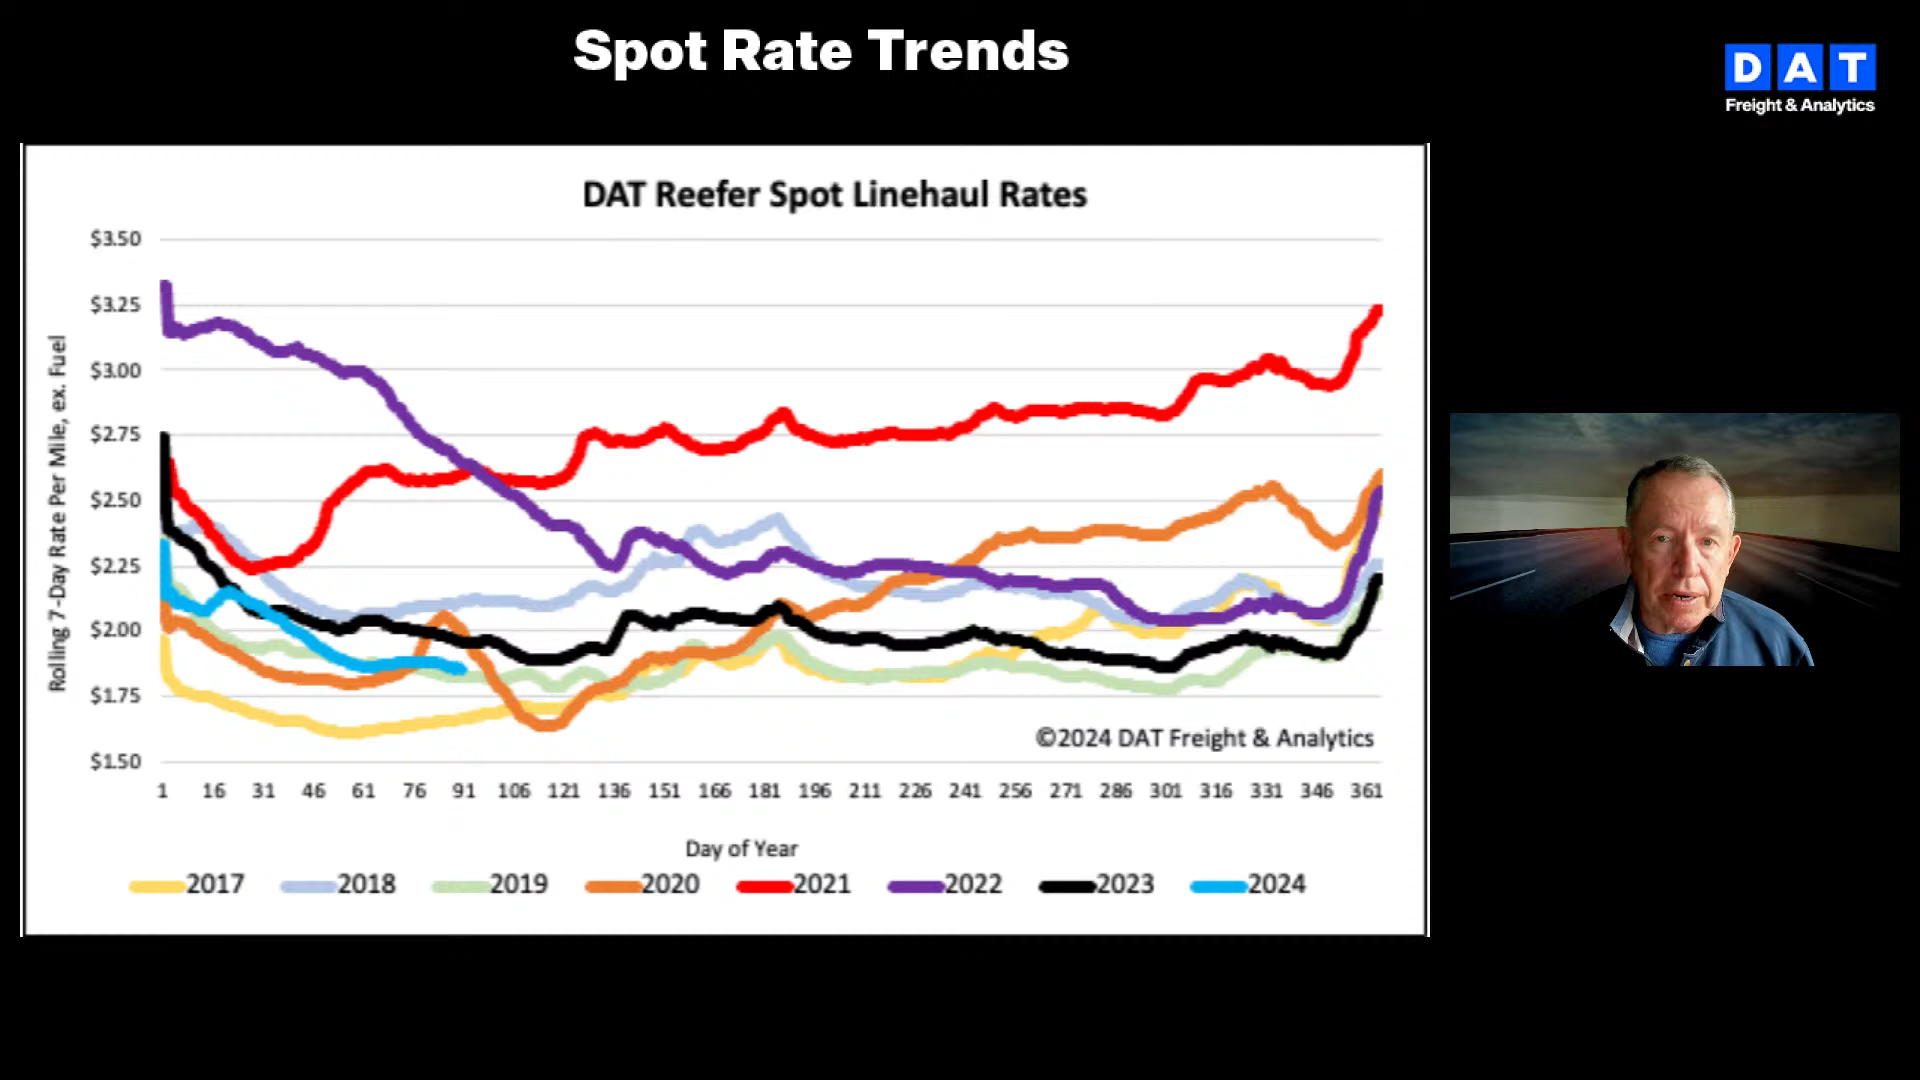 Spot Rate Trends
DAT
Freight & Analytics
DAT Reefer Spot Linehaul Rates
Rolling 7-Day Rate Per Mile, ex. Fuel
$3.50
$3.25
$3.00
$2.75
$2.50
$2.25
$2.00
$1.75
$1.50
©2024 DAT Freight & Analytics
1 16 31 46 61 76 91 106 121 136 151 166 181 196 211 226 241 256 271 286 301 316 331 346 361
Day of Year
2017 2018 2019 2020 2021 2022 2023 2024